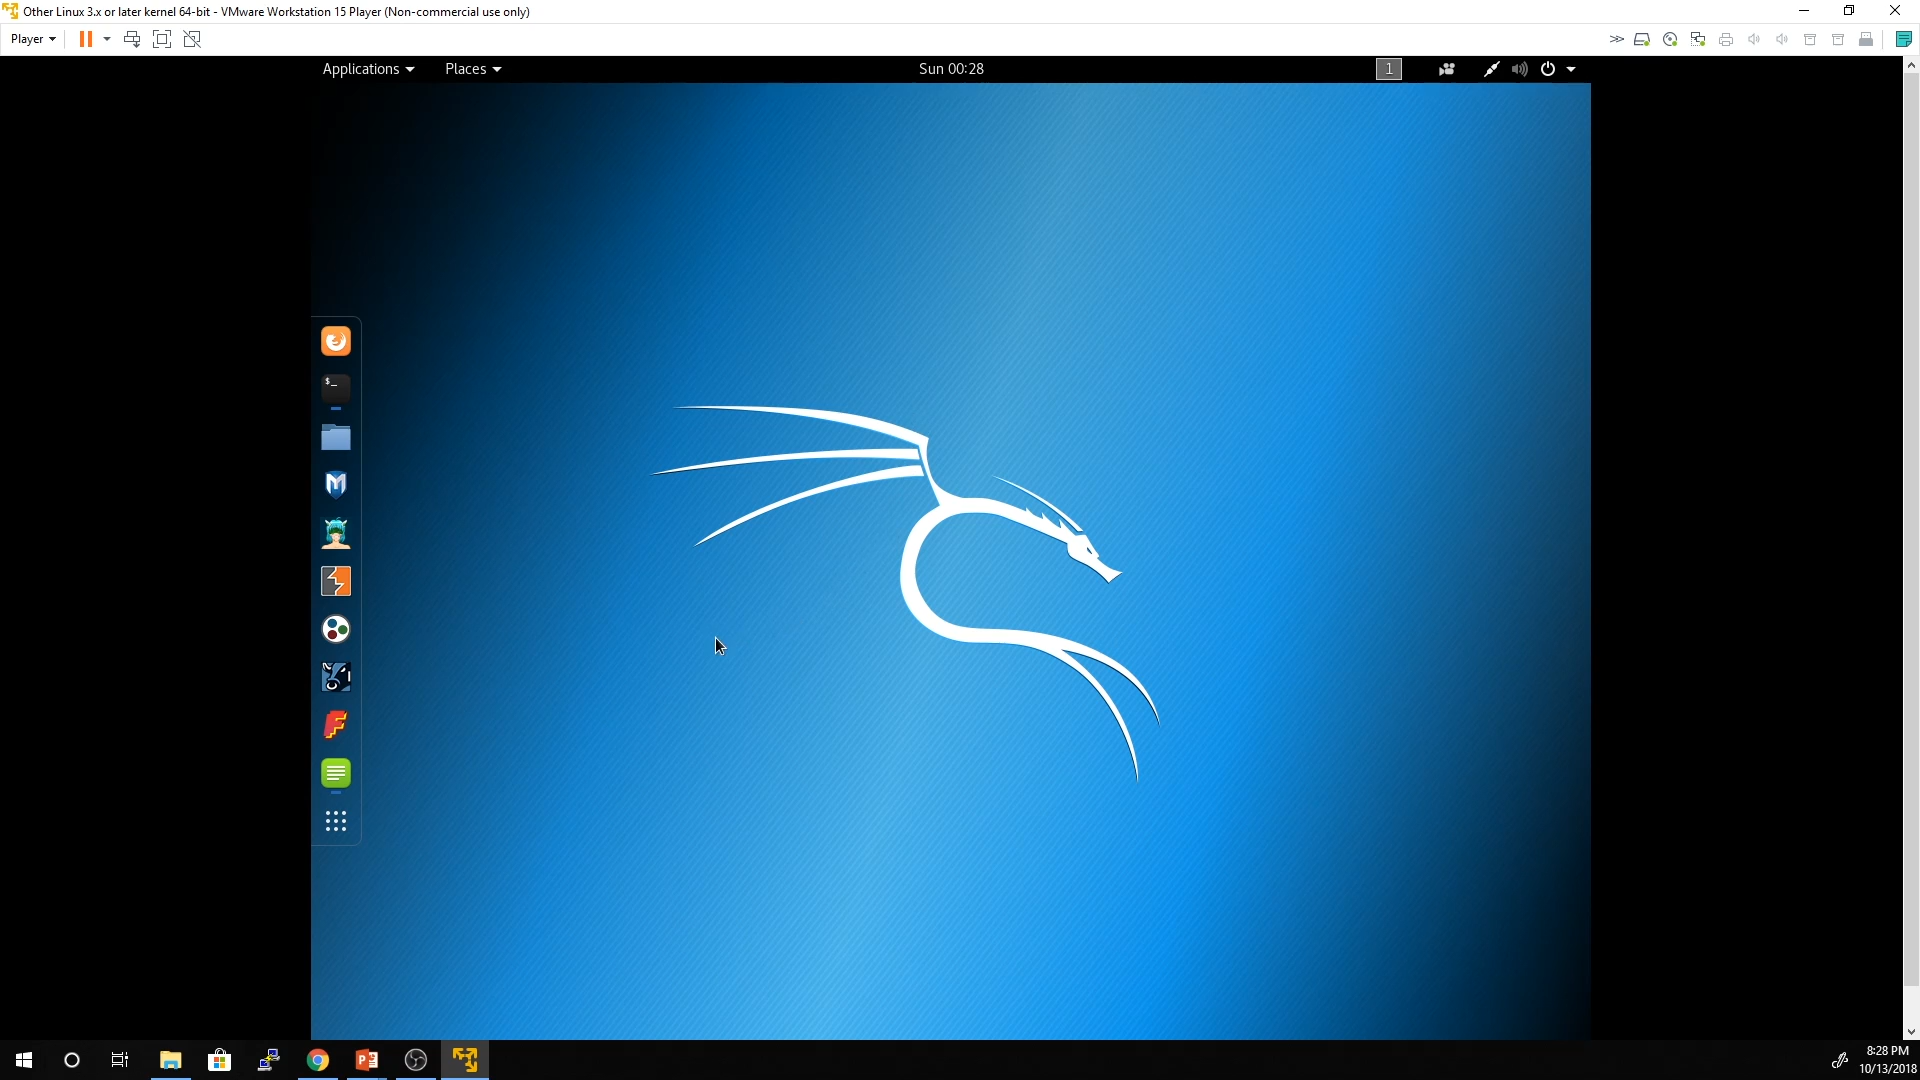 Other Linux 3.x or later kernel 64-bit - VMware Workstation 15 Player (Non-commercial use only)
Player
Applications Places Sun 00:28 1
$_
M
F
8:28 PM
10/13/2018